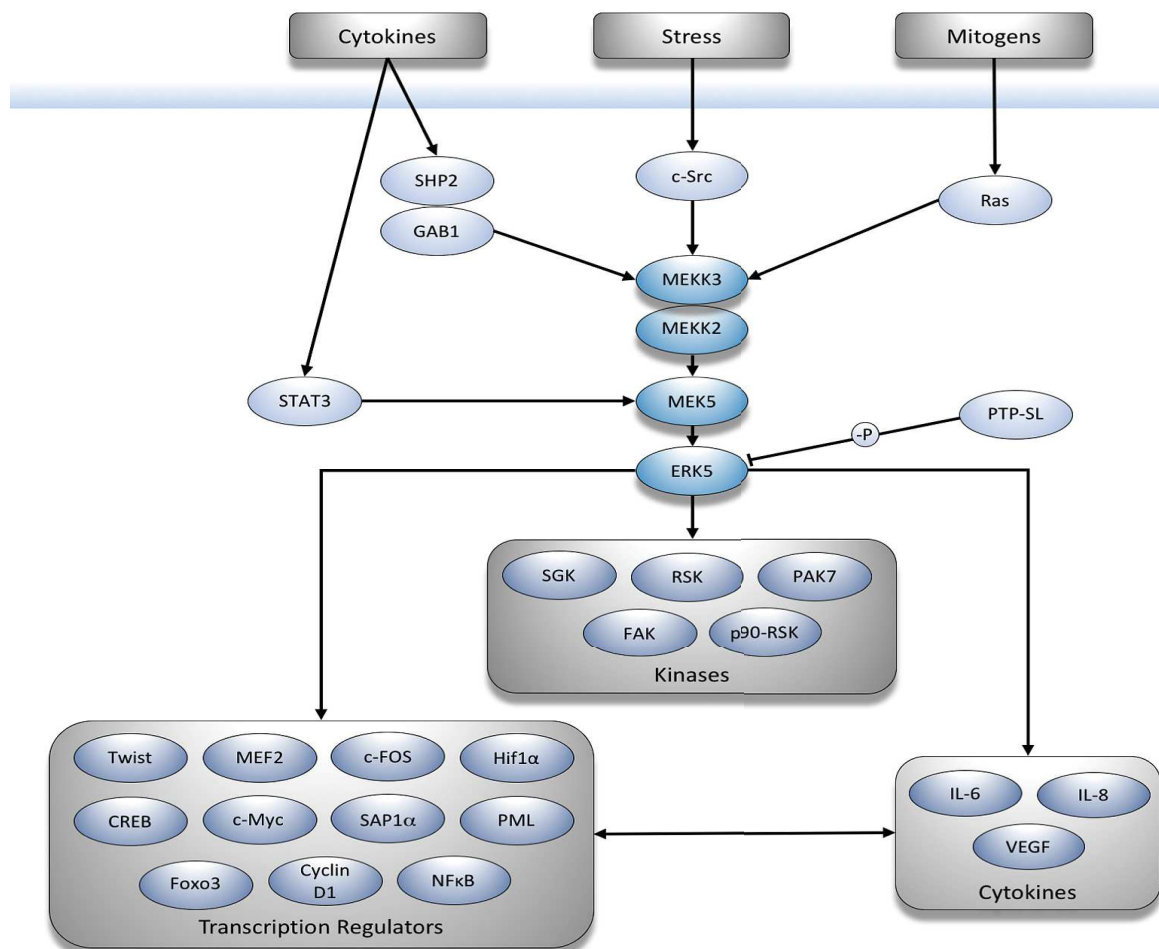 Cytokines
Stress
Mitogens
SHP2
c-Src
Ras
GAB1
MEKK3
MEKK2
STAT3
MEK5
PTP-SL
-P
ERK5
SGK
RSK
PAK7
FAK
p90-RSK
Kinases
Twist
MEF2
c-FOS
Hif1α
CREB
c-Myc
SAP1α
PML
Foxo3
Cyclin
D1
NFκB
Transcription Regulators
IL-6
IL-8
VEGF
Cytokines